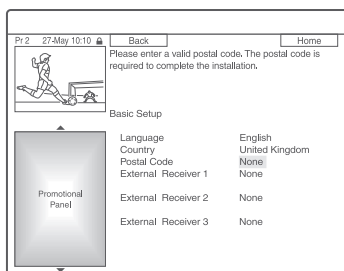 Pr 2 27-May 10:10
Back
Home
Please enter a valid postal code. The postal code is
required to complete the installation.
Basic Setup
Language English
Country United Kingdom
Postal Code None
External Receiver 1 None
External Receiver 2 None
External Receiver 3 None
Promotional
Panel